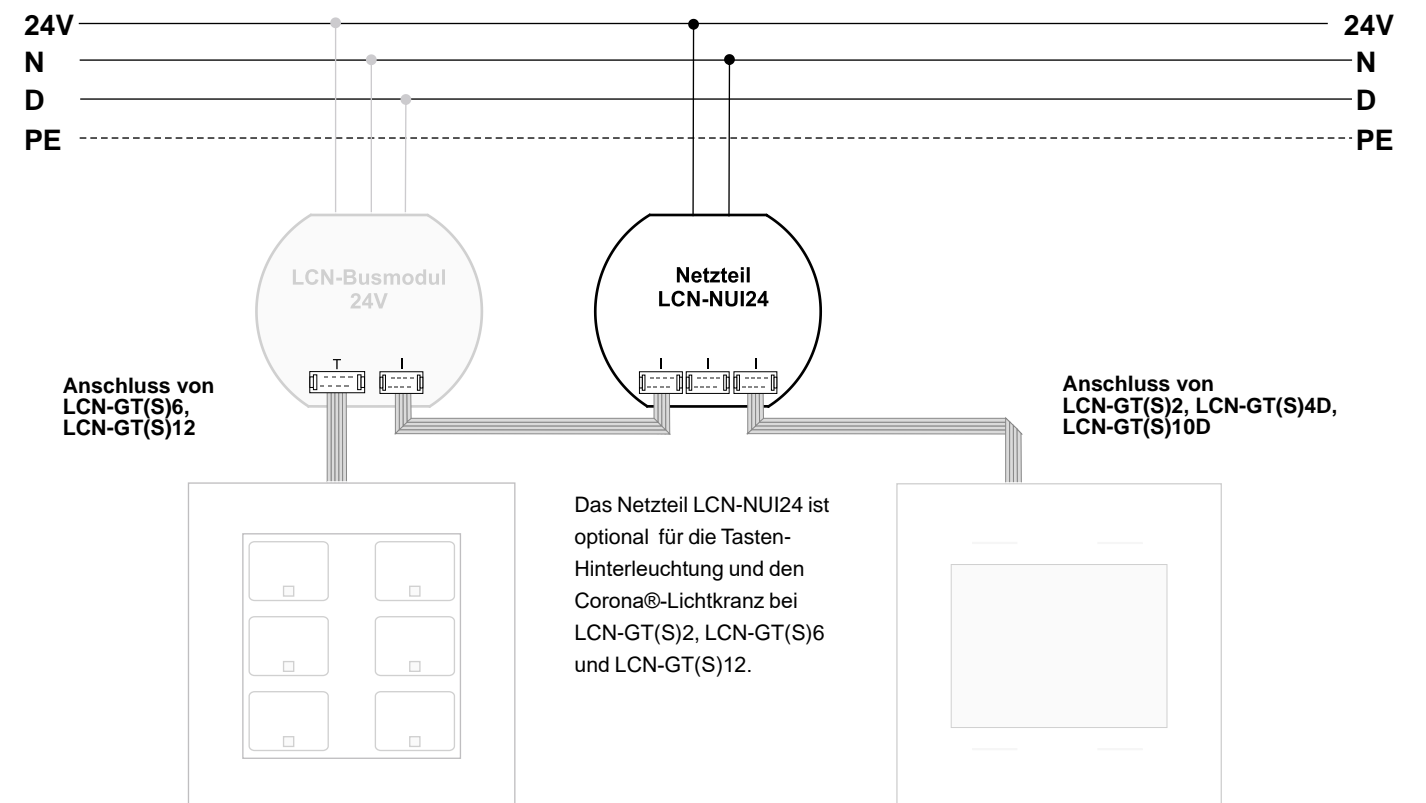 24V 24V
N N
D D
PE PE
LCN-Busmodul
24V
Netzteil
LCN-NUI24
T I I I I
Anschluss von
LCN-GT(S)6,
LCN-GT(S)12
Anschluss von
LCN-GT(S)2, LCN-GT(S)4D,
LCN-GT(S)10D
Das Netzteil LCN-NUI24 ist
optional für die Tasten-
Hinterleuchtung und den
Corona®-Lichtkranz bei
LCN-GT(S)2, LCN-GT(S)6
und LCN-GT(S)12.